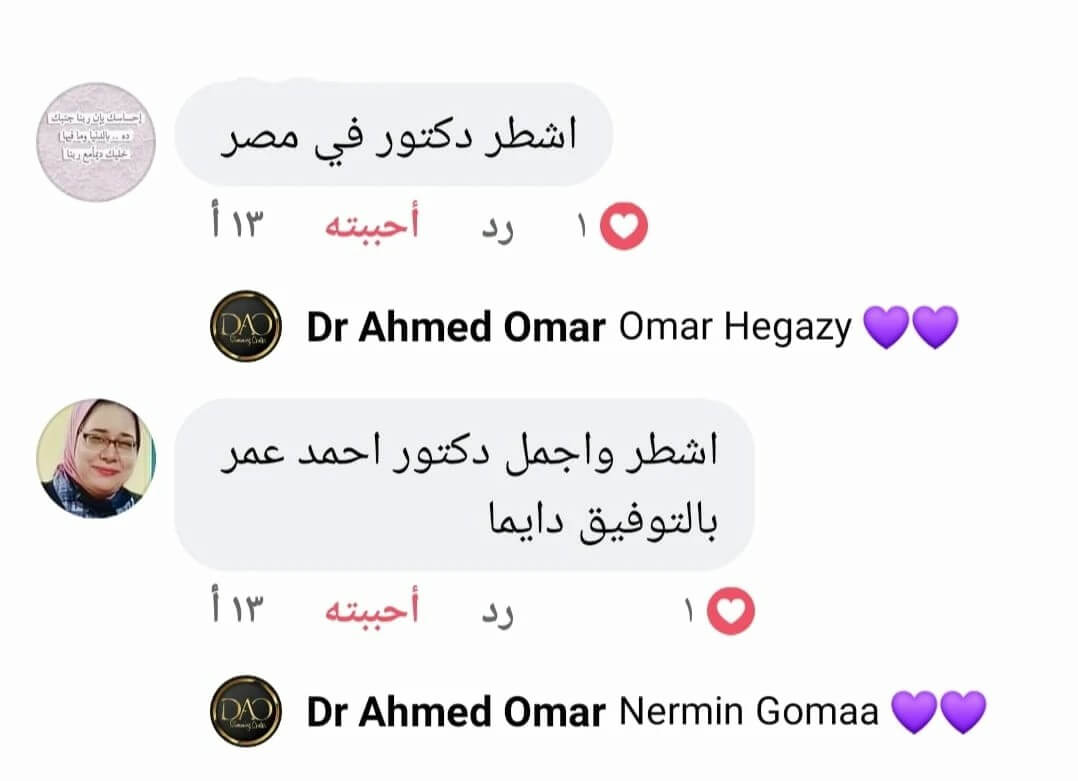 إحساسك بإن ربنا جنبك
ده .. بالدنيا وما فيها
خليك دايما مع ربنا
اشطر دكتور في مصر
١٣ أ أحببته رد ١
DAO
Dr Ahmed Omar Omar Hegazy 💜💜
اشطر واجمل دكتور احمد عمر
بالتوفيق دايما
١٣ أ أحببته رد ١
DAO
Dr Ahmed Omar Nermin Gomaa 💜💜